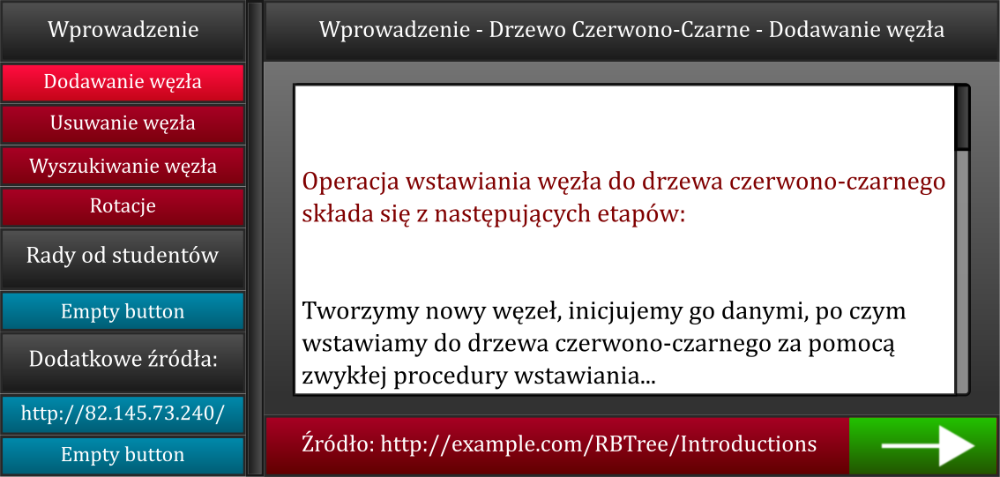 Wprowadzenie
Dodawanie węzła
Usuwanie węzła
Wyszukiwanie węzła
Rotacje
Rady od studentów
Empty button
Dodatkowe źródła:
http://82.145.73.240/
Empty button
Wprowadzenie - Drzewo Czerwono-Czarne - Dodawanie węzła
Operacja wstawiania węzła do drzewa czerwono-czarnego
składa się z następujących etapów:
Tworzymy nowy węzeł, inicjujemy go danymi, po czym
wstawiamy do drzewa czerwono-czarnego za pomocą
zwykłej procedury wstawiania...
Źródło: http://example.com/RBTree/Introductions